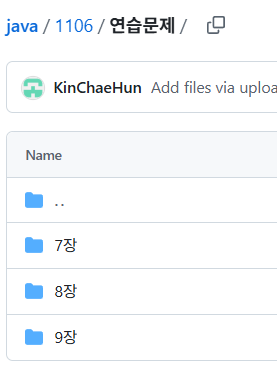 java / 1106 / 연습문제 /
KinChaeHun Add files via uploa
Name
..
7장
8장
9장